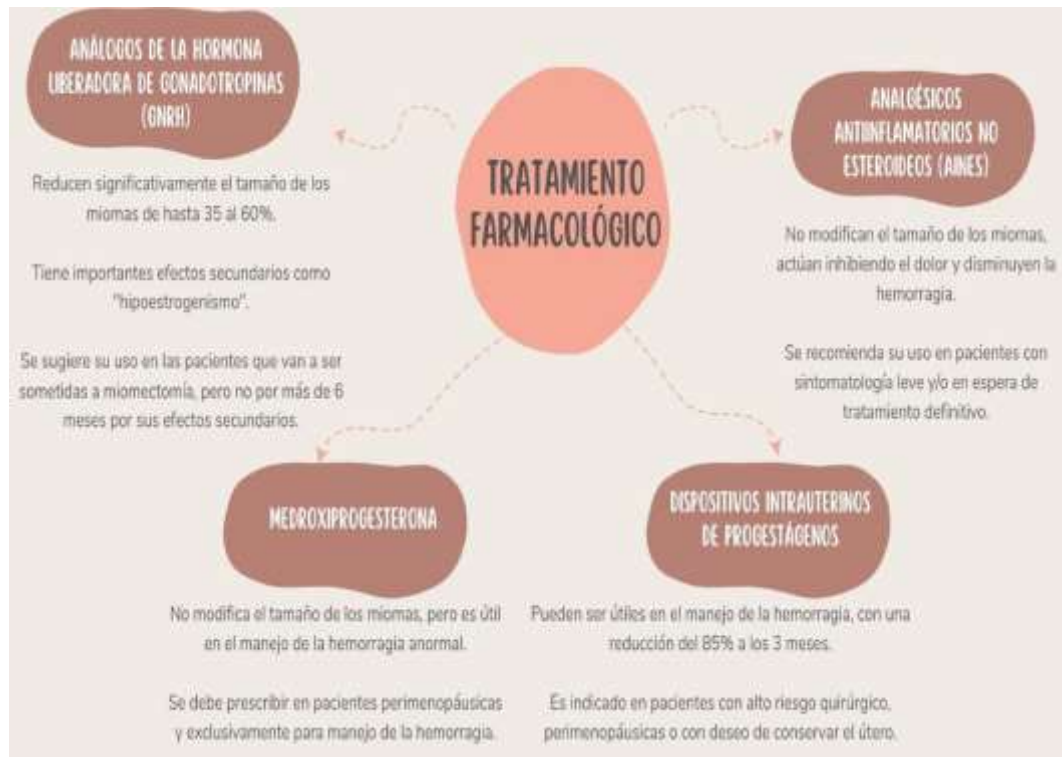 ANÁLOGOS DE LA HORMONA
LIBERADORA DE GONADOTROPINAS
(GNRH)
Reducen significativamente el tamaño de los
miomas de hasta 35 al 60%.
Tiene importantes efectos secundarios como
"hipoestrogenismo".
Se sugiere su uso en las pacientes que van a ser
sometidas a miomectomía, pero no por más de 6
meses por sus efectos secundarios.
TRATAMIENTO
FARMACOLÓGICO
ANALGÉSICOS
ANTIINFLAMATORIOS NO
ESTEROIDEOS (AINES)
No modifican el tamaño de los miomas,
actúan inhibiendo el dolor y disminuyen la
hemorragia.
Se recomienda su uso en pacientes con
sintomatología leve y/o en espera de
tratamiento definitivo.
MEDROXIPROGESTERONA
No modifica el tamaño de los miomas, pero es útil
en el manejo de la hemorragia anormal.
Se debe prescribir en pacientes perimenopáusicas
y exclusivamente para manejo de la hemorragia.
DISPOSITIVOS INTRAUTERINOS
DE PROGESTÁGENOS
Pueden ser útiles en el manejo de la hemorragia, con una
reducción del 85% a los 3 meses.
Es indicado en pacientes con alto riesgo quirúrgico,
perimenopáusicas o con deseo de conservar el útero.